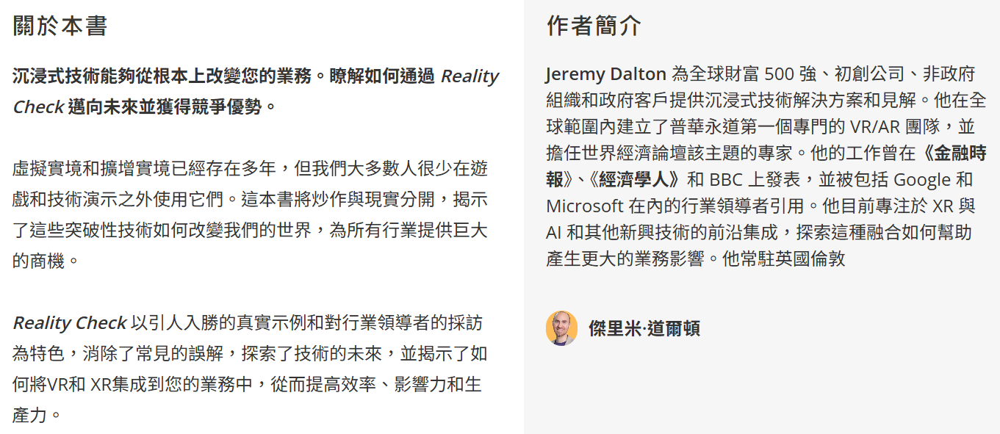 關於本書
沉浸式技術能夠從根本上改變您的業務。瞭解如何通過 Reality
Check 邁向未來並獲得競爭優勢。
虛擬實境和擴增實境已經存在多年，但我們大多數人很少在遊
戲和技術演示之外使用它們。這本書將炒作與現實分開，揭示
了這些突破性技術如何改變我們的世界，為所有行業提供巨大
的商機。
Reality Check 以引人入勝的真實示例和對行業領導者的採訪
為特色，消除了常見的誤解，探索了技術的未來，並揭示了如
何將VR和 XR集成到您的業務中，從而提高效率、影響力和生
產力。
作者簡介
Jeremy Dalton 為全球財富 500 強、初創公司、非政府
組織和政府客戶提供沉浸式技術解決方案和見解。他在全
球範圍內建立了普華永道第一個專門的 VR/AR 團隊，並
擔任世界經濟論壇該主題的專家。他的工作曾在《金融時
報》、《經濟學人》和 BBC 上發表，並被包括 Google 和
Microsoft 在內的行業領導者引用。他目前專注於 XR 與
AI 和其他新興技術的前沿集成，探索這種融合如何幫助
產生更大的業務影響。他常駐英國倫敦
傑里米·道爾頓